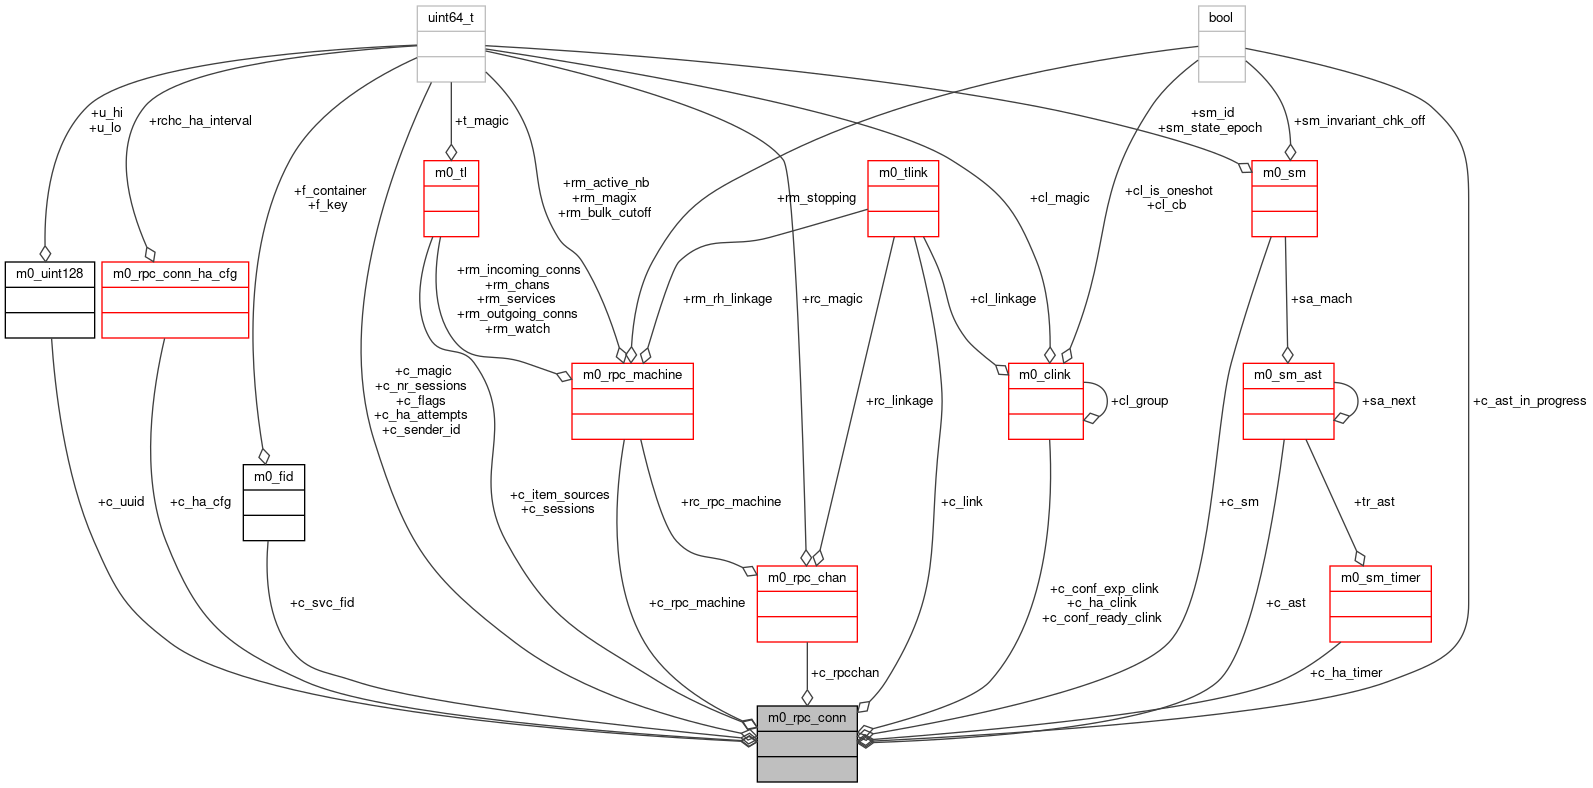 uint64_t
bool
+u_hi
+u_lo
+rchc_ha_interval
+t_magic
+sm_id
+sm_state_epoch
+sm_invariant_chk_off
m0_tl
m0_tlink
m0_sm
+f_container
+f_key
+rm_active_nb
+rm_magix
+rm_bulk_cutoff
+rm_stopping
+cl_magic
+cl_is_oneshot
+cl_cb
m0_uint128
m0_rpc_conn_ha_cfg
+rm_incoming_conns
+rm_chans
+rm_services
+rm_outgoing_conns
+rm_watch
+rm_rh_linkage
+rc_magic
+cl_linkage
+sa_mach
m0_rpc_machine
m0_clink
m0_sm_ast
+c_magic
+c_nr_sessions
+c_flags
+c_ha_attempts
+c_sender_id
+rc_linkage
+cl_group
+sa_next
+c_ast_in_progress
m0_fid
+c_uuid
+c_ha_cfg
+c_item_sources
+c_sessions
+rc_rpc_machine
+c_link
+c_sm
+tr_ast
m0_rpc_chan
m0_sm_timer
+c_svc_fid
+c_rpc_machine
+c_conf_exp_clink
+c_ha_clink
+c_conf_ready_clink
+c_ast
+c_rpcchan
+c_ha_timer
m0_rpc_conn